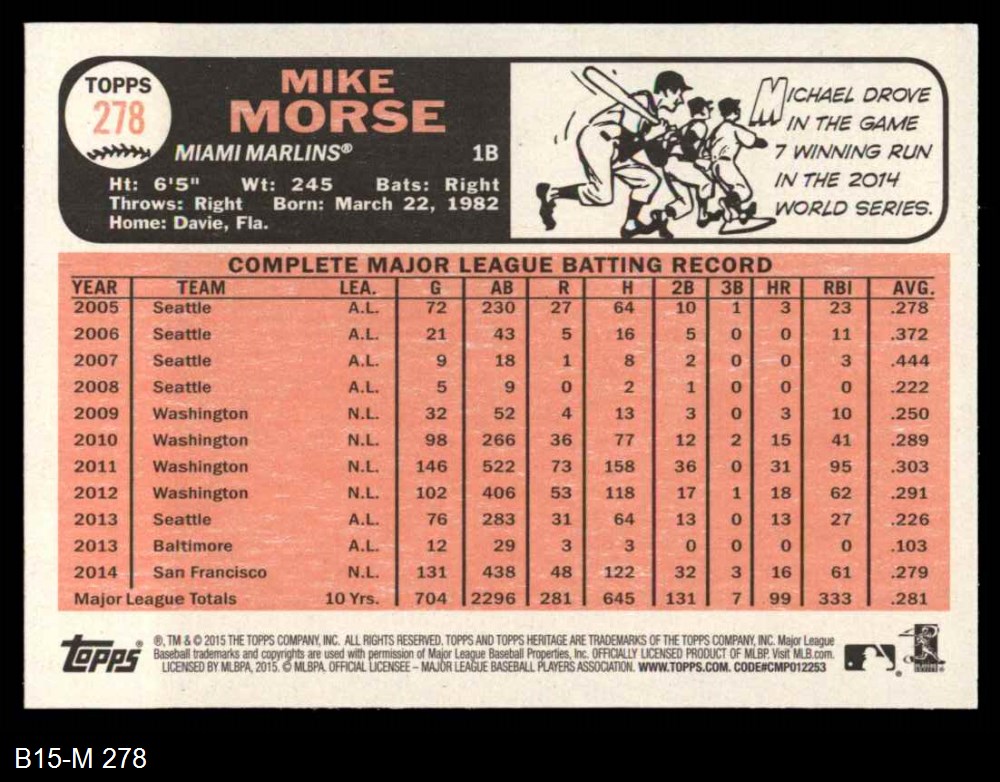 TOPPS
278
MIKE
MORSE
MIAMI MARLINS® 1B
Ht: 6'5" Wt: 245 Bats: Right
Throws: Right Born: March 22, 1982
Home: Davie, Fla.
MICHAEL DROVE
IN THE GAME
7 WINNING RUN
IN THE 2014
WORLD SERIES.
COMPLETE MAJOR LEAGUE BATTING RECORD
YEAR TEAM LEA. G AB R H 2B 3B HR RBI AVG.
2005 Seattle A.L. 72 230 27 64 10 1 3 23 .278
2006 Seattle A.L. 21 43 5 16 5 0 0 11 .372
2007 Seattle A.L. 9 18 1 8 2 0 0 3 .444
2008 Seattle A.L. 5 9 0 2 1 0 0 0 .222
2009 Washington N.L. 32 52 4 13 3 0 3 10 .250
2010 Washington N.L. 98 266 36 77 12 2 15 41 .289
2011 Washington N.L. 146 522 73 158 36 0 31 95 .303
2012 Washington N.L. 102 406 53 118 17 1 18 62 .291
2013 Seattle A.L. 76 283 31 64 13 0 13 27 .226
2013 Baltimore A.L. 12 29 3 3 0 0 0 0 .103
2014 San Francisco N.L. 131 438 48 122 32 3 16 61 .279
Major League Totals 10 Yrs. 704 2296 281 645 131 7 99 333 .281
Topps®
®, TM & © 2015 THE TOPPS COMPANY, INC. ALL RIGHTS RESERVED. TOPPS AND TOPPS HERITAGE ARE TRADEMARKS OF THE TOPPS COMPANY, INC. Major League
Baseball trademarks and copyrights are used with permission of Major League Baseball Properties, Inc. OFFICIALLY LICENSED PRODUCT OF MLBP. Visit MLB.com.
LICENSED BY MLBPA, 2015. © MLBPA. OFFICIAL LICENSEE – MAJOR LEAGUE BASEBALL PLAYERS ASSOCIATION. WWW.TOPPS.COM. CODE#CMP012253
B15-M 278